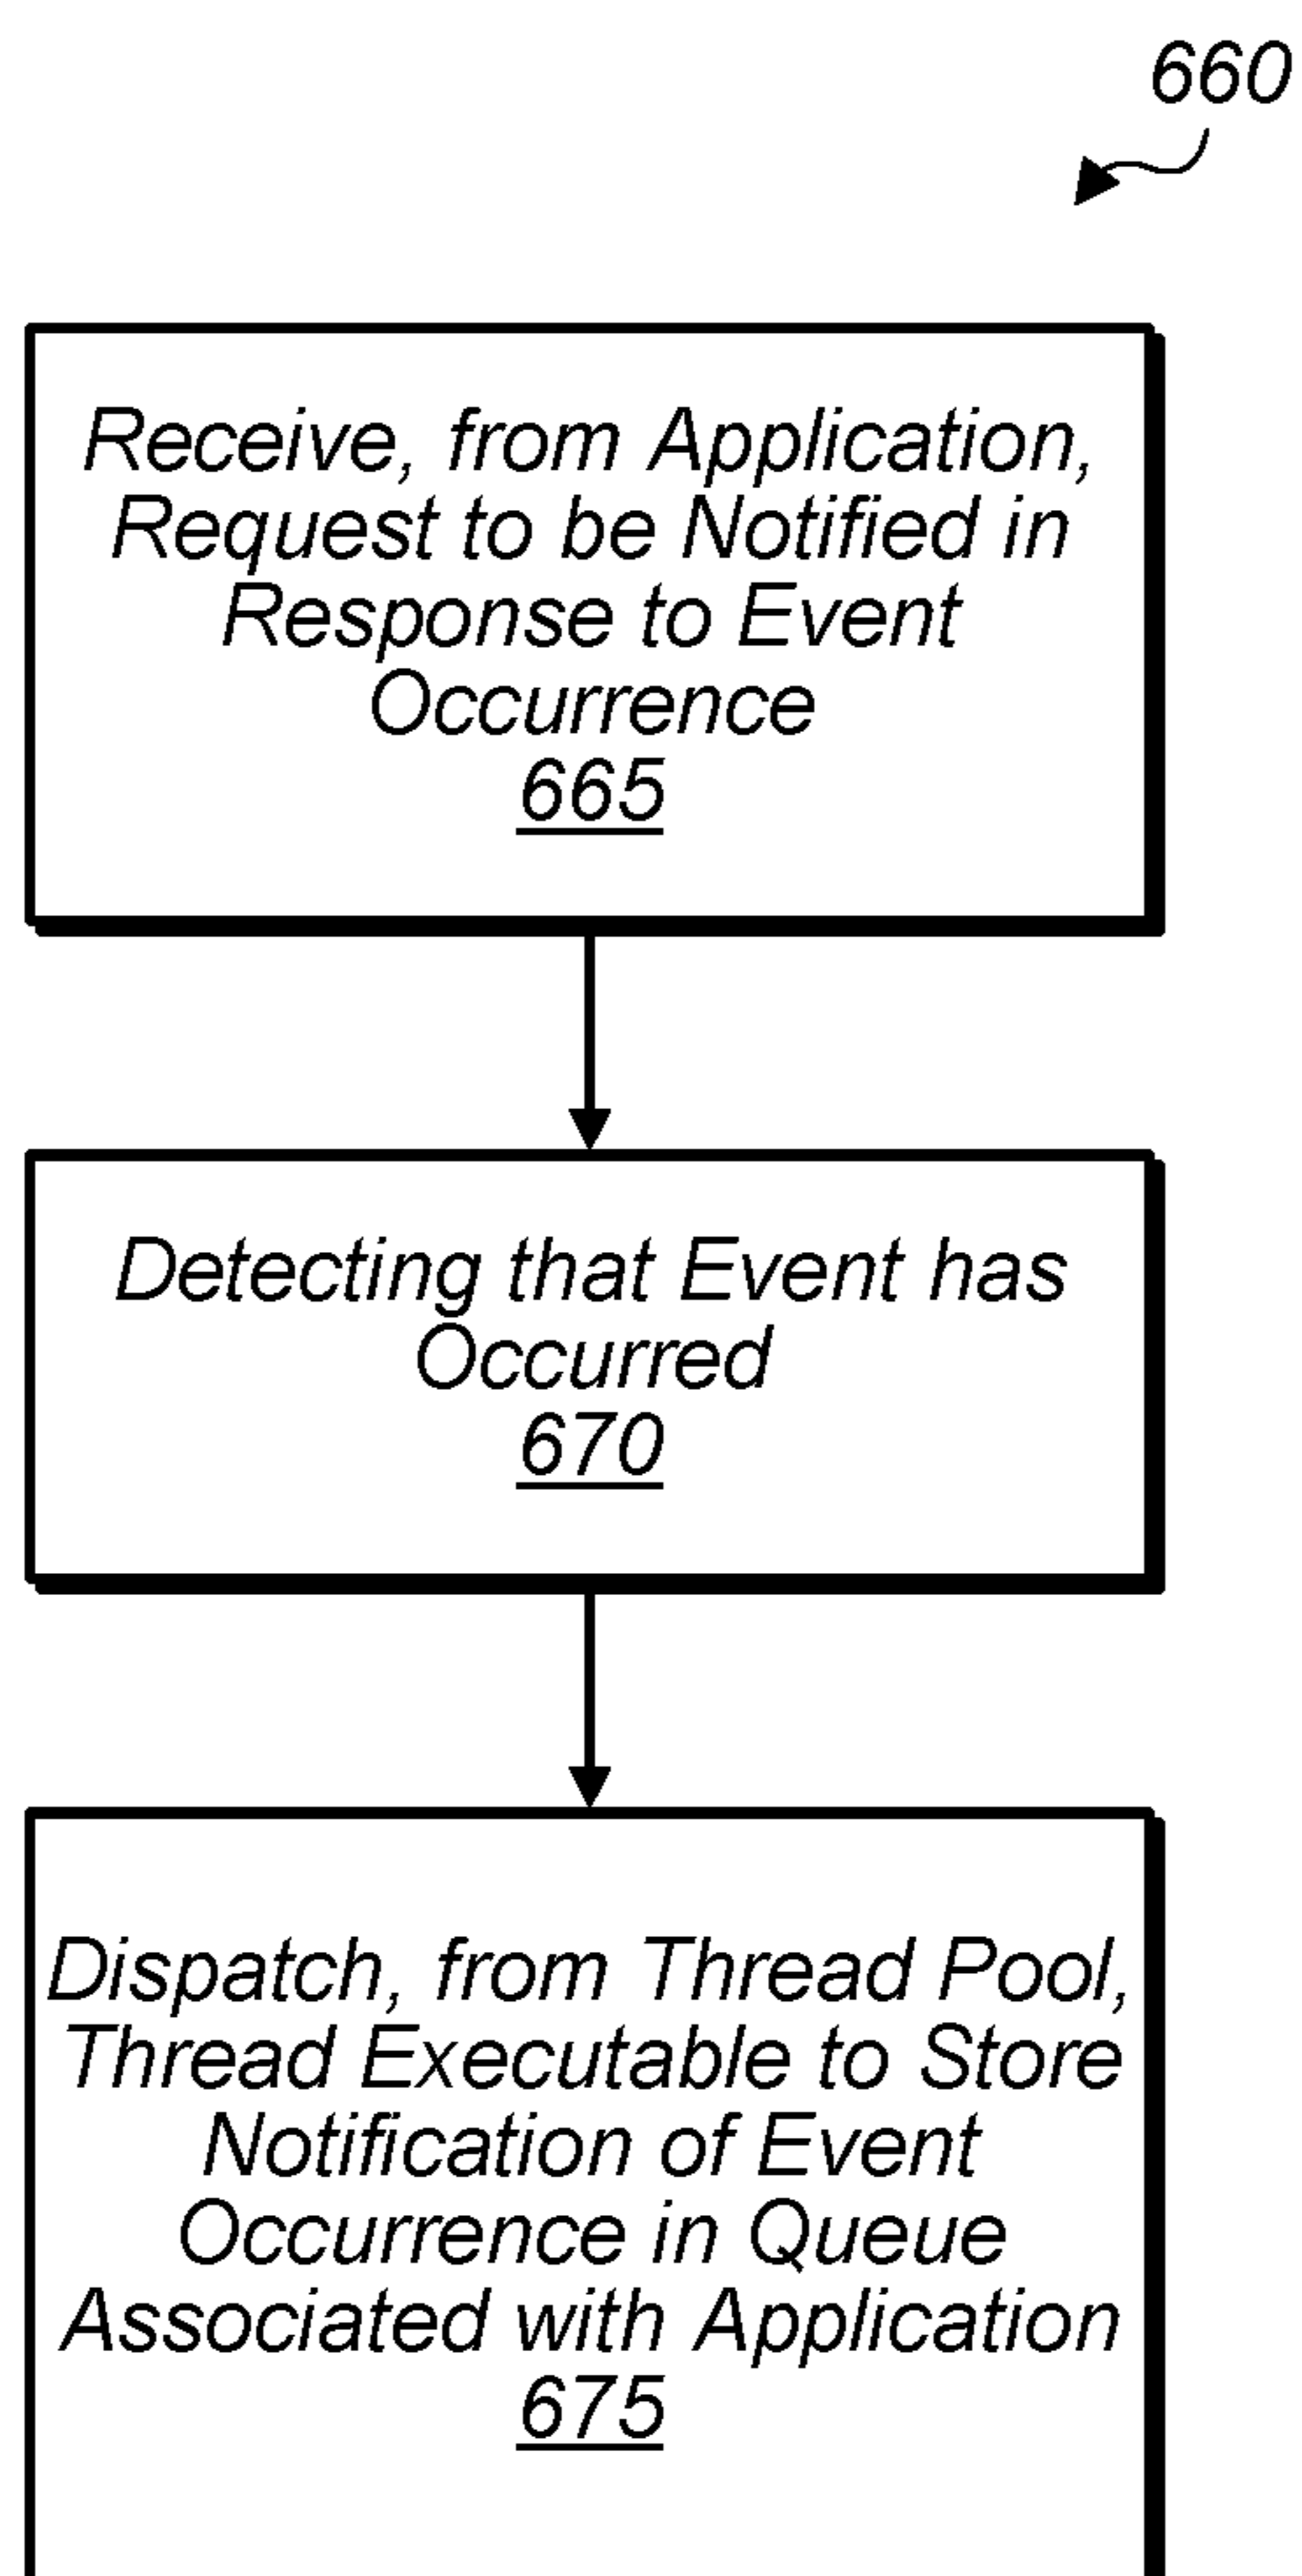 660
Receive, from Application,
Request to be Notified in
Response to Event
Occurrence
665
Detecting that Event has
Occurred
670
Dispatch, from Thread Pool,
Thread Executable to Store
Notification of Event
Occurrence in Queue
Associated with Application
675